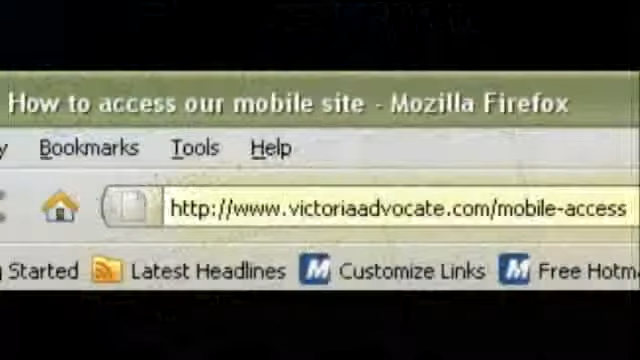 How to access our mobile site - Mozilla Firefox
y Bookmarks Tools Help
http://www.victoriaadvocate.com/mobile-access
Started Latest Headlines M Customize Links M Free Hotm